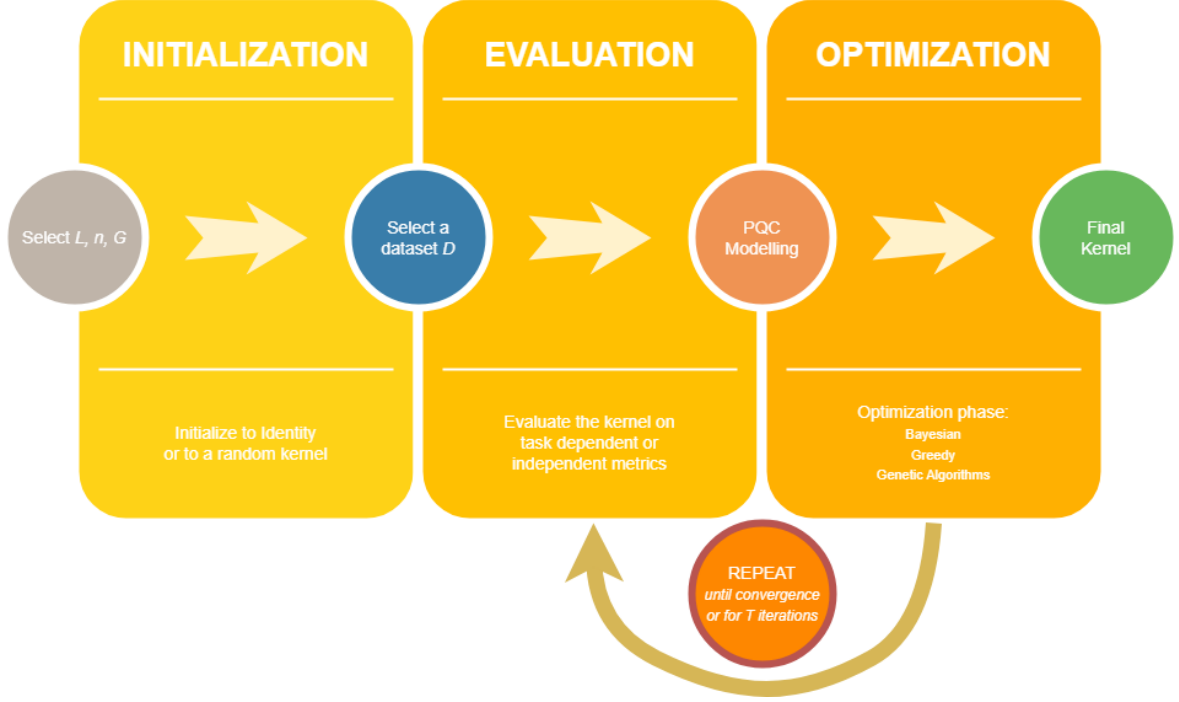 INITIALIZATION
EVALUATION
OPTIMIZATION
Select L, n, G
Select a
dataset D
PQC
Modelling
Final
Kernel
Initialize to Identity
or to a random kernel
Evaluate the kernel on
task dependent or
independent metrics
Optimization phase:
Bayesian
Greedy
Genetic Algorithms
REPEAT
until convergence
or for T iterations